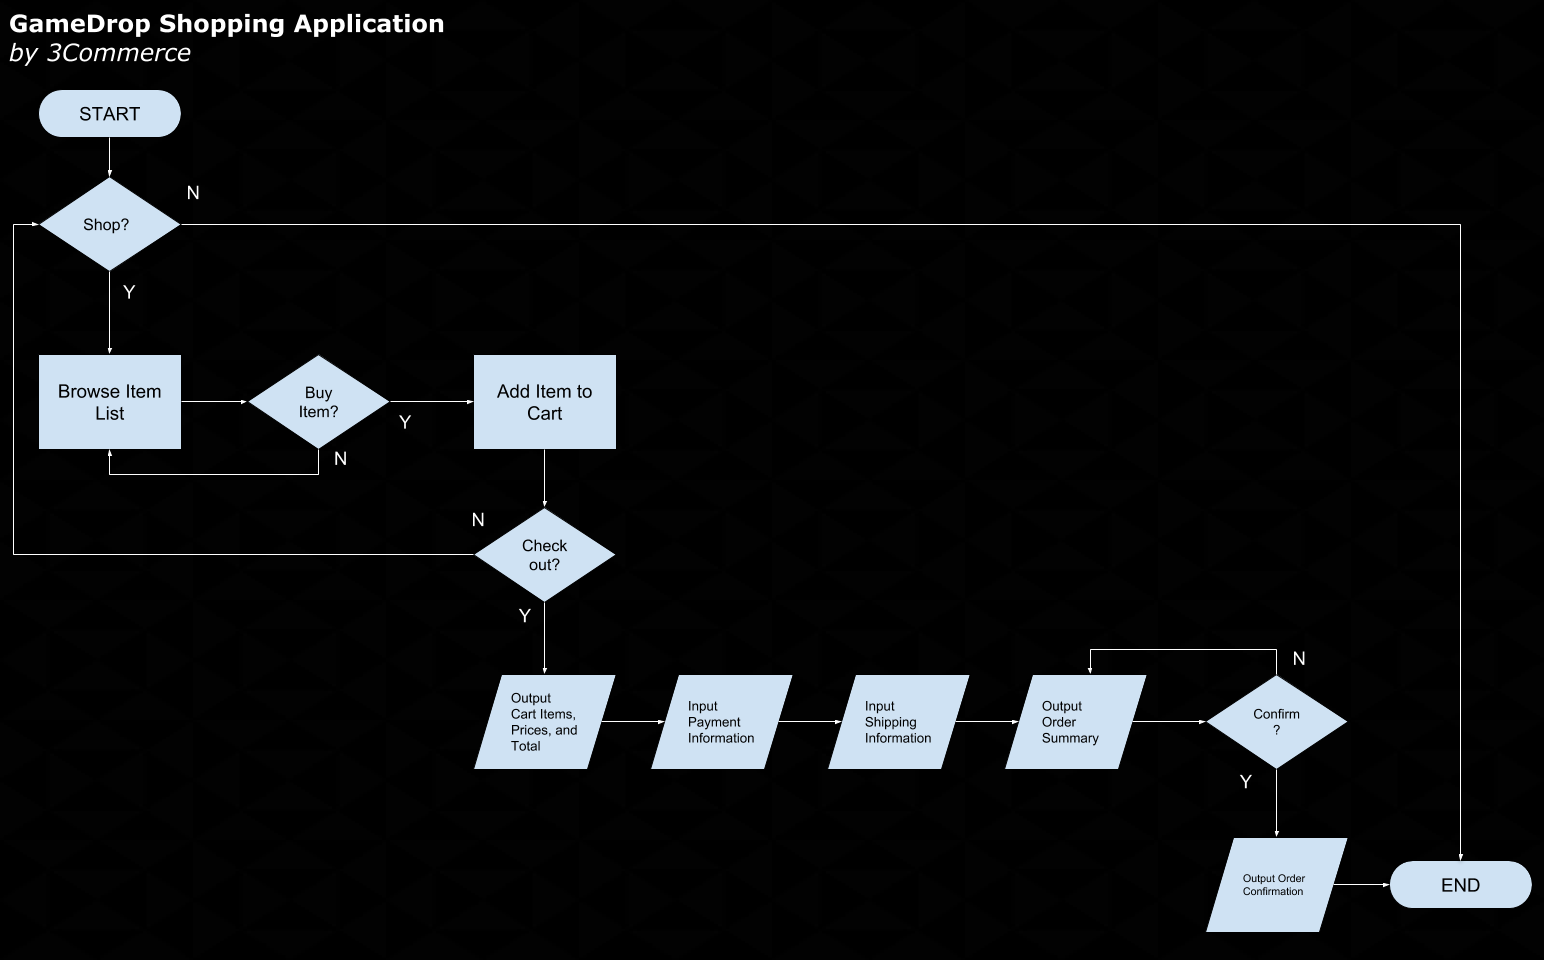 GameDrop Shopping Application
by 3Commerce
START
N
Shop?
Y
Browse Item
List
Buy
Item?
Y
N
Add Item to
Cart
N
Check
out?
Y
Output
Cart Items,
Prices, and
Total
Input
Payment
Information
Input
Shipping
Information
Output
Order
Summary
N
Confirm
?
Y
Output Order
Confirmation
END